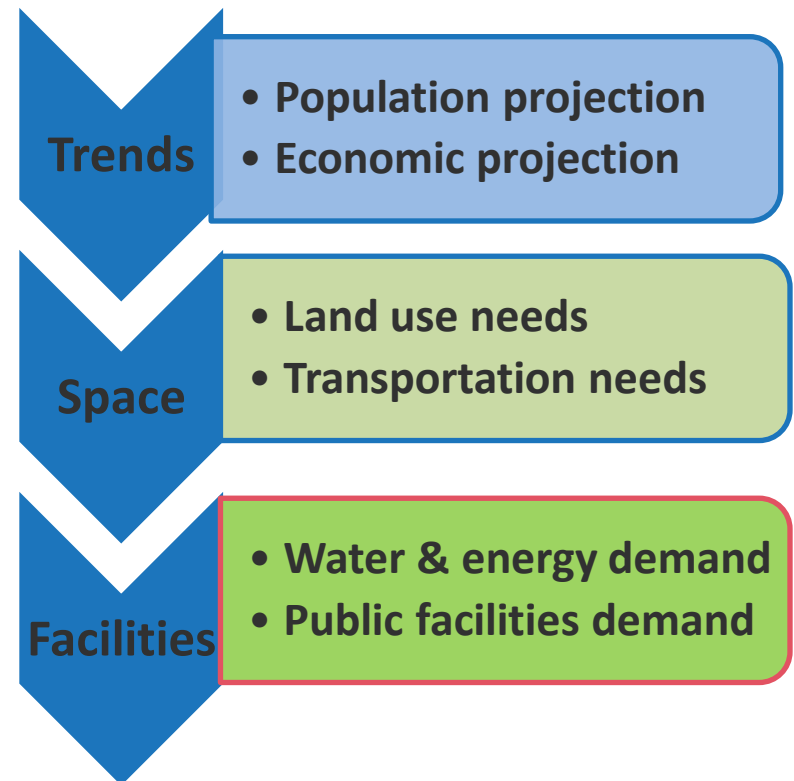 Trends
• Population projection
• Economic projection
Space
• Land use needs
• Transportation needs
Facilities
• Water & energy demand
• Public facilities demand